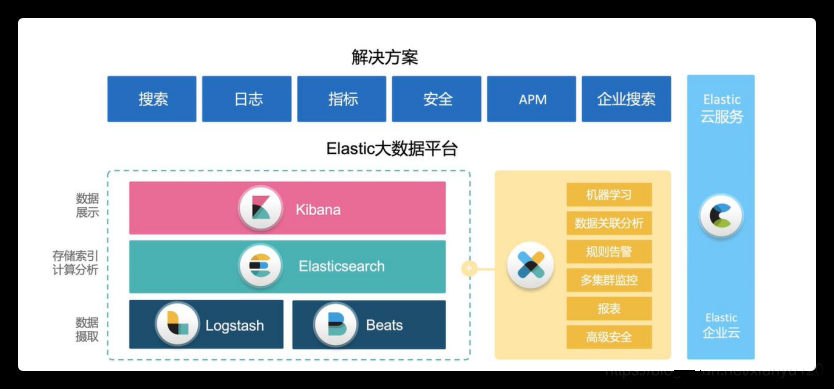 解决方案
搜索
日志
指标
安全
APM
企业搜索
Elastic
云服务
Elastic大数据平台
数据
展示
Kibana
存储索引
计算分析
Elasticsearch
数据
摄取
Logstash
Beats
机器学习
数据关联分析
规则告警
多集群监控
报表
高级安全
Elastic
企业云